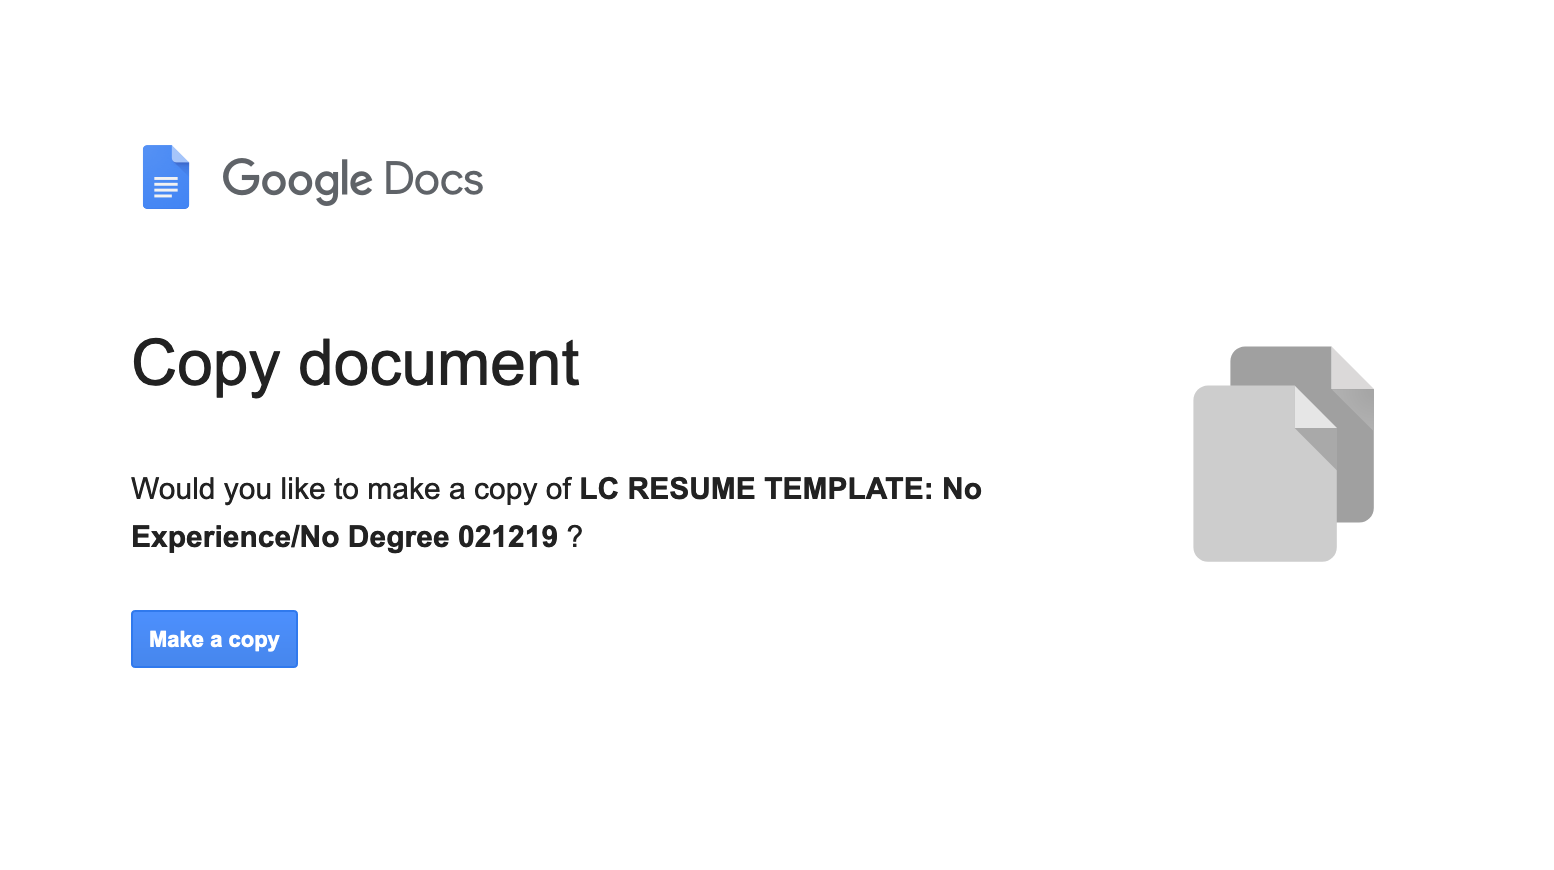 Google Docs
Copy document
Would you like to make a copy of LC RESUME TEMPLATE: No
Experience/No Degree 021219 ?
Make a copy